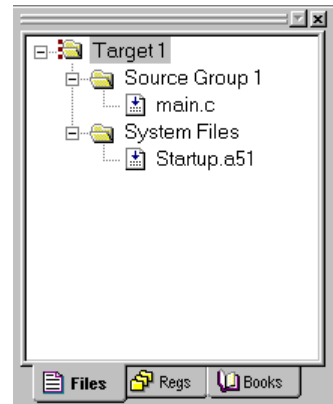 Target 1
Source Group 1
main.c
System Files
Startup.a51
Files Regs Books